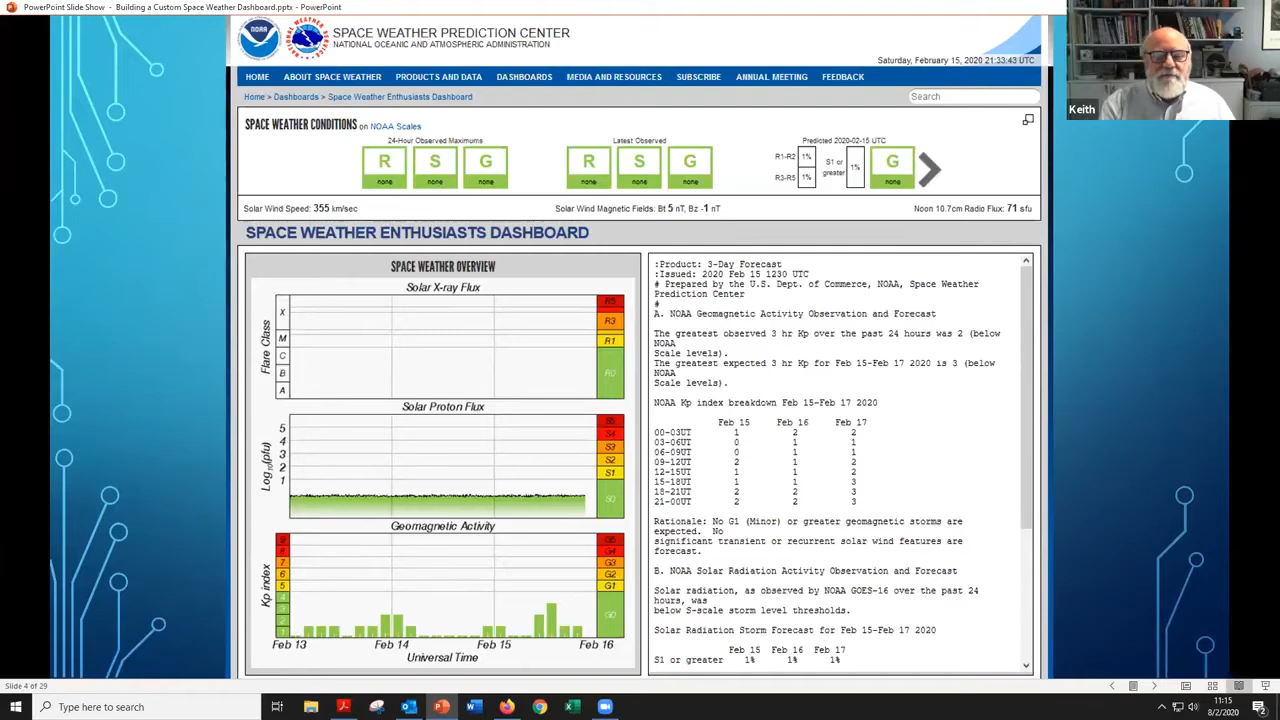 PowerPoint Slide Show - Building a Custom Space Weather Dashboard.pptx - PowerPoint
Keith
NOAA
SPACE WEATHER PREDICTION CENTER
NATIONAL OCEANIC AND ATMOSPHERIC ADMINISTRATION
Saturday, February 15, 2020 21:33:43 UTC
HOME ABOUT SPACE WEATHER PRODUCTS AND DATA DASHBOARDS MEDIA AND RESOURCES SUBSCRIBE ANNUAL MEETING FEEDBACK
Home > Dashboards > Space Weather Enthusiasts Dashboard
Search
SPACE WEATHER CONDITIONS on NOAA Scales
24-Hour Observed Maximums
R S G
none none none
Latest Observed
R S G
none none none
Predicted 2020-02-15 UTC
R1-R2 1%
R3-R5 1%
S1 or greater 1%
G
none
Solar Wind Speed: 355 km/sec
Solar Wind Magnetic Fields: Bt 5 nT, Bz -1 nT
Noon 10.7cm Radio Flux: 71 sfu
SPACE WEATHER ENTHUSIASTS DASHBOARD
SPACE WEATHER OVERVIEW
Solar X-ray Flux
Flare Class
X
M
C
B
A
R5
R3
R1
R0
Solar Proton Flux
Log10(pfu)
5
4
3
2
1
S5
S4
S3
S2
S1
S0
Geomagnetic Activity
Kp index
9
8
7
6
5
4
3
2
1
G5
G4
G3
G2
G1
G0
Feb 13 Feb 14 Feb 15 Feb 16
Universal Time
:Product: 3-Day Forecast
:Issued: 2020 Feb 15 1230 UTC
# Prepared by the U.S. Dept. of Commerce, NOAA, Space Weather
Prediction Center
#
A. NOAA Geomagnetic Activity Observation and Forecast
The greatest observed 3 hr Kp over the past 24 hours was 2 (below
NOAA
Scale levels).
The greatest expected 3 hr Kp for Feb 15-Feb 17 2020 is 3 (below
NOAA
Scale levels).
NOAA Kp index breakdown Feb 15-Feb 17 2020
Feb 15 Feb 16 Feb 17
00-03UT 1 2 2
03-06UT 0 1 1
06-09UT 0 1 1
09-12UT 2 1 2
12-15UT 1 1 2
15-18UT 1 1 3
18-21UT 2 2 3
21-00UT 2 2 3
Rationale: No G1 (Minor) or greater geomagnetic storms are
expected. No
significant transient or recurrent solar wind features are
forecast.
B. NOAA Solar Radiation Activity Observation and Forecast
Solar radiation, as observed by NOAA GOES-16 over the past 24
hours, was
below S-scale storm level thresholds.
Solar Radiation Storm Forecast for Feb 15-Feb 17 2020
Feb 15 Feb 16 Feb 17
S1 or greater 1% 1% 1%
Slide 4 of 29
Type here to search
11:15
8/2/2020
2